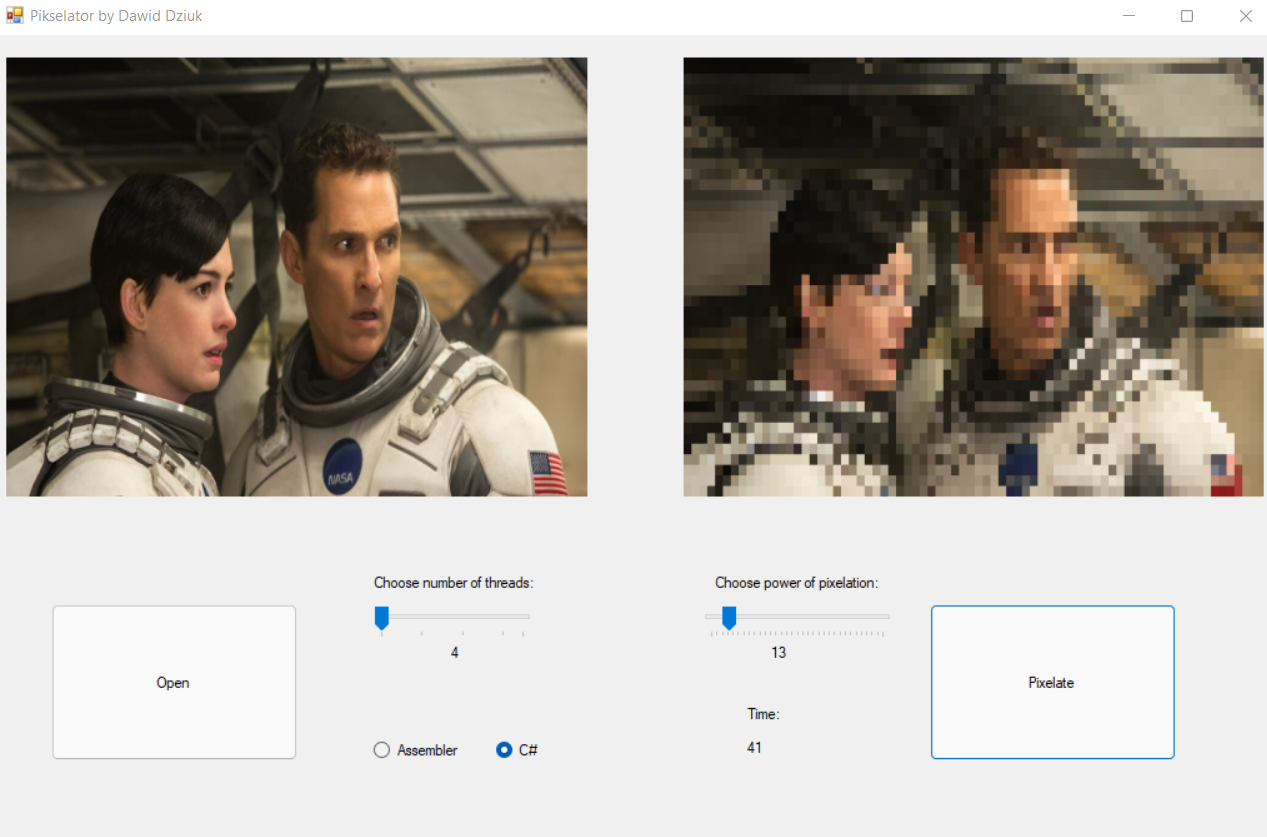 Pikselator by Dawid Dziuk
NASA
Choose number of threads:
Choose power of pixelation:
4
13
Open
Pixelate
Time:
Assembler
C#
41